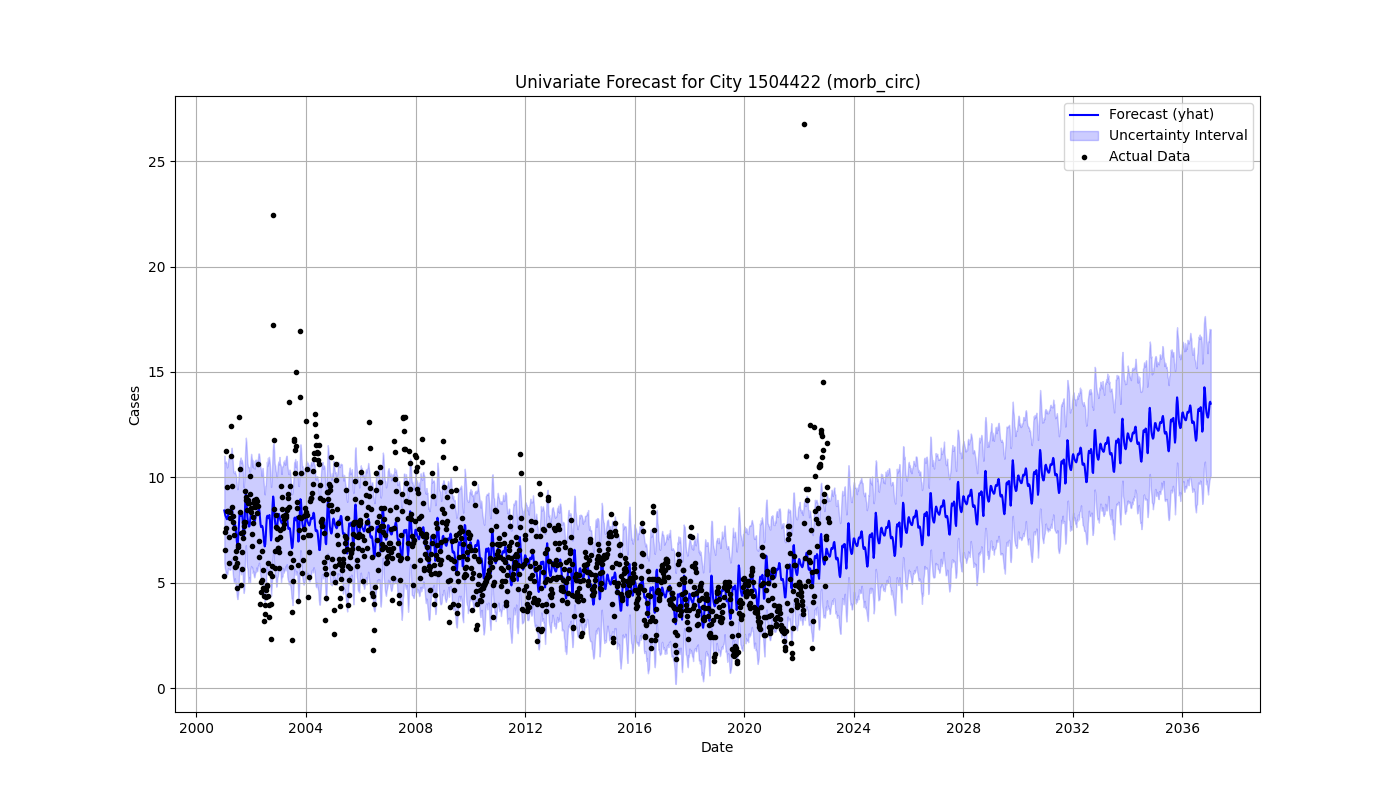 Univariate Forecast for City 1504422 (morb_circ)
Forecast (yhat)
Uncertainty Interval
Actual Data
25
20
15
10
5
0
Cases
2000 2004 2008 2012 2016 2020 2024 2028 2032 2036
Date